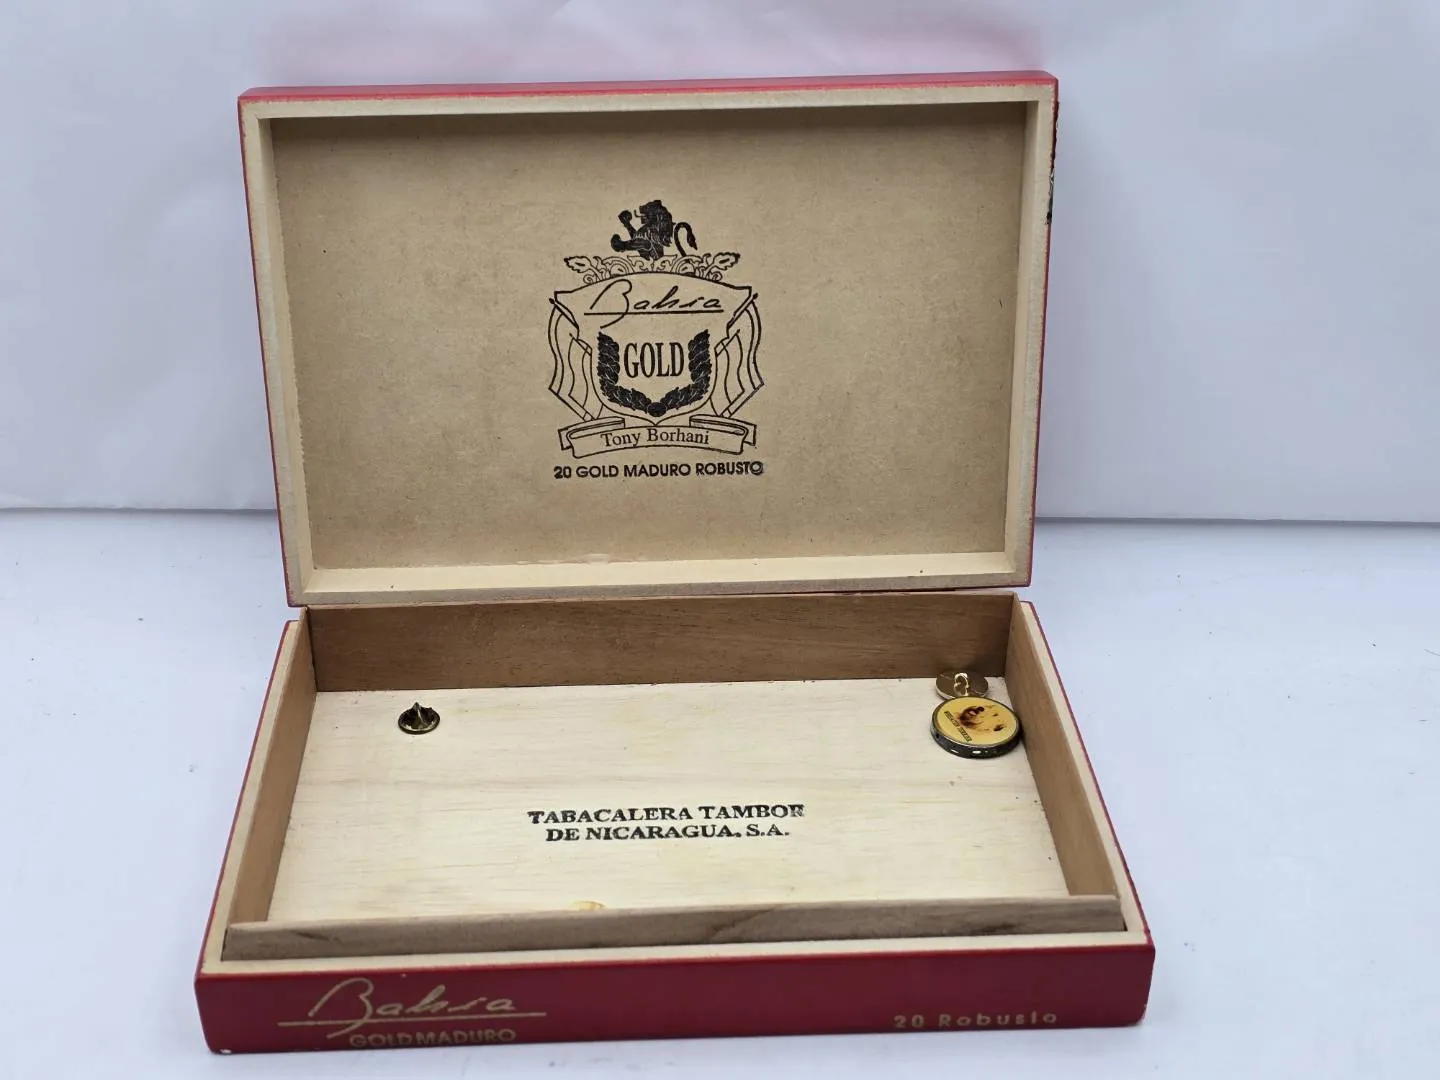 Bahia
GOLD
Tony Borhani
20 GOLD MADURO ROBUSTO
TABACALERA TAMBOR
DE NICARAGUA, S.A.
Bahia
GOLD MADURO
20 Robusto